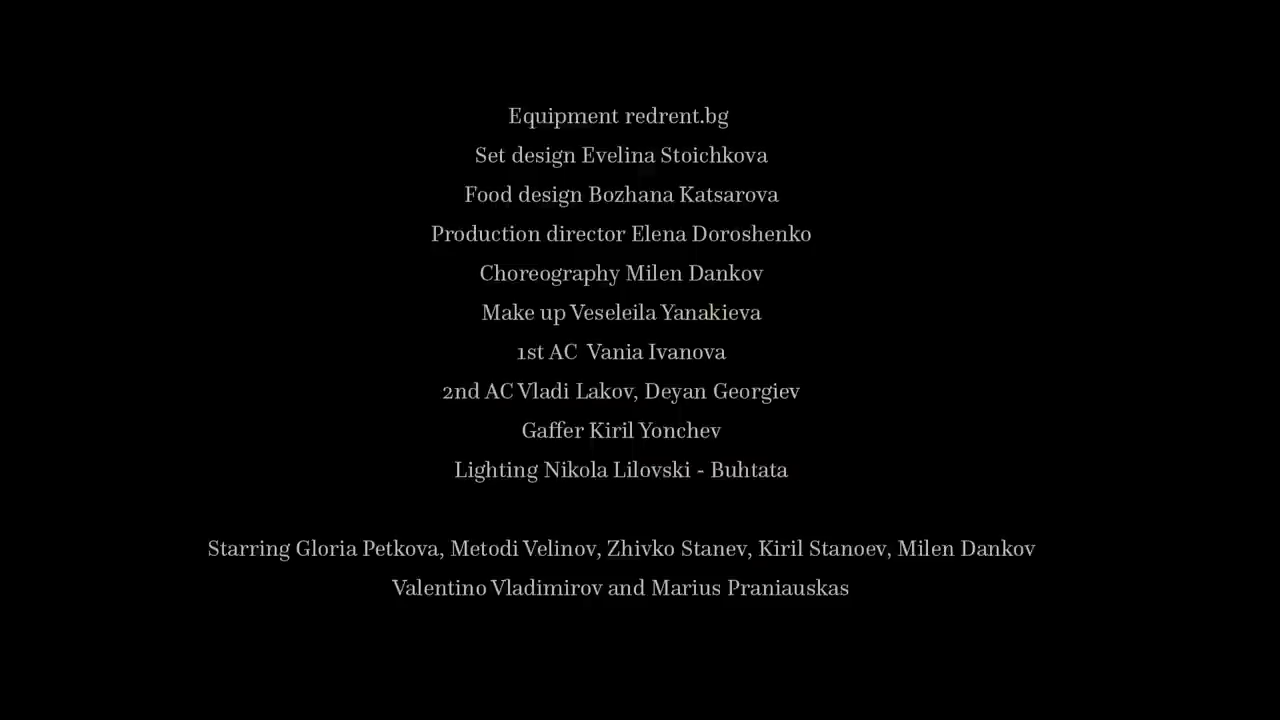 Equipment redrent.bg
Set design Evelina Stoichkova
Food design Bozhana Katsarova
Production director Elena Doroshenko
Choreography Milen Dankov
Make up Veseleila Yanakieva
1st AC  Vania Ivanova
2nd AC Vladi Lakov, Deyan Georgiev
Gaffer Kiril Yonchev
Lighting Nikola Lilovski - Buhtata
Starring Gloria Petkova, Metodi Velinov, Zhivko Stanev, Kiril Stanoev, Milen Dankov
Valentino Vladimirov and Marius Praniauskas